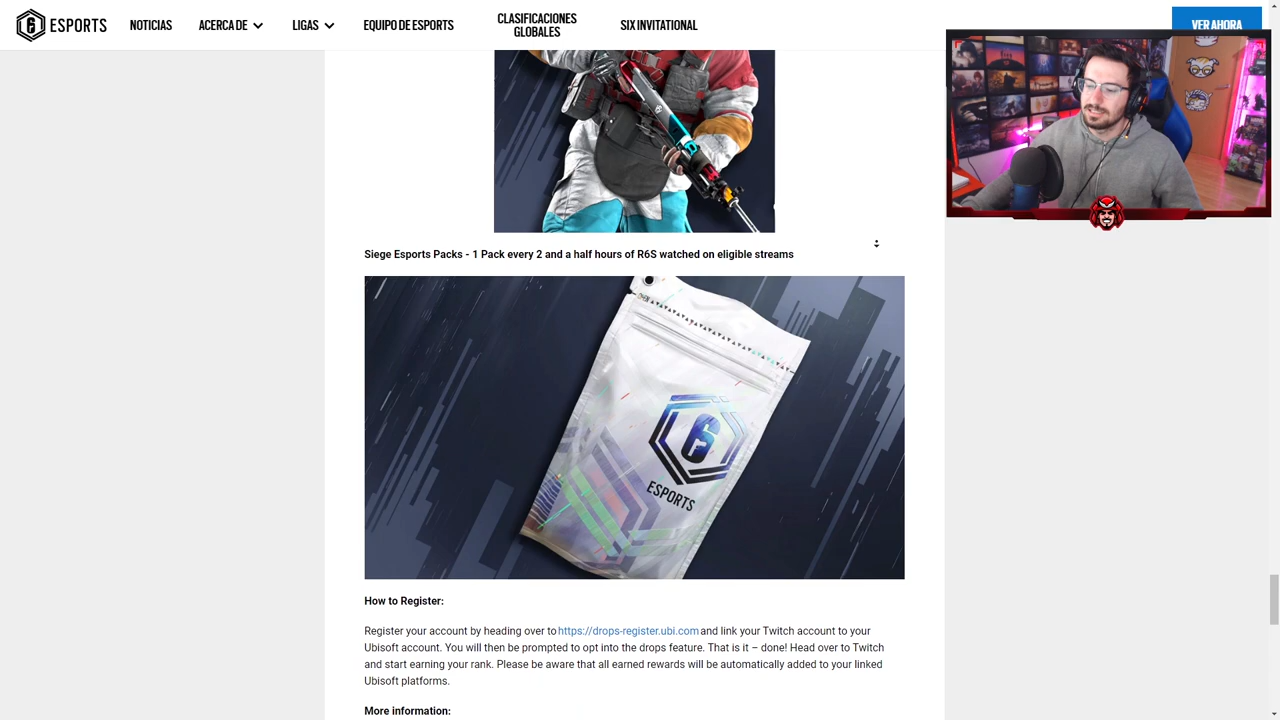 ESPORTS
NOTICIAS
ACERCA DE
LIGAS
EQUIPO DE ESPORTS
CLASIFICACIONES
GLOBALES
SIX INVITATIONAL
VER AHORA
Siege Esports Packs - 1 Pack every 2 and a half hours of R6S watched on eligible streams
OPEN
6
ESPORTS
How to Register:
Register your account by heading over to https://drops-register.ubi.com and link your Twitch account to your
Ubisoft account. You will then be prompted to opt into the drops feature. That is it – done! Head over to Twitch
and start earning your rank. Please be aware that all earned rewards will be automatically added to your linked
Ubisoft platforms.
More information: